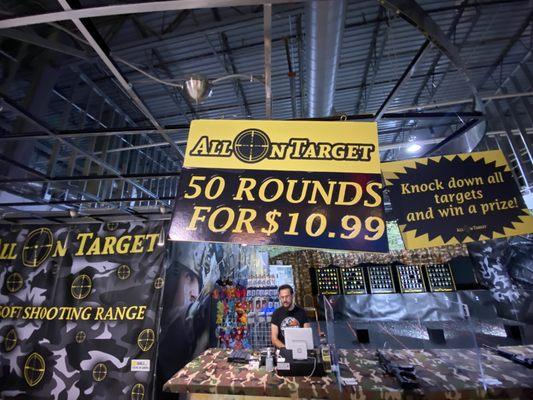 ALL ON TARGET
50 ROUNDS
FOR $10.99
Knock down all
targets
and win a prize!
ALL ON TARGET
SOFT SHOOTING RANGE